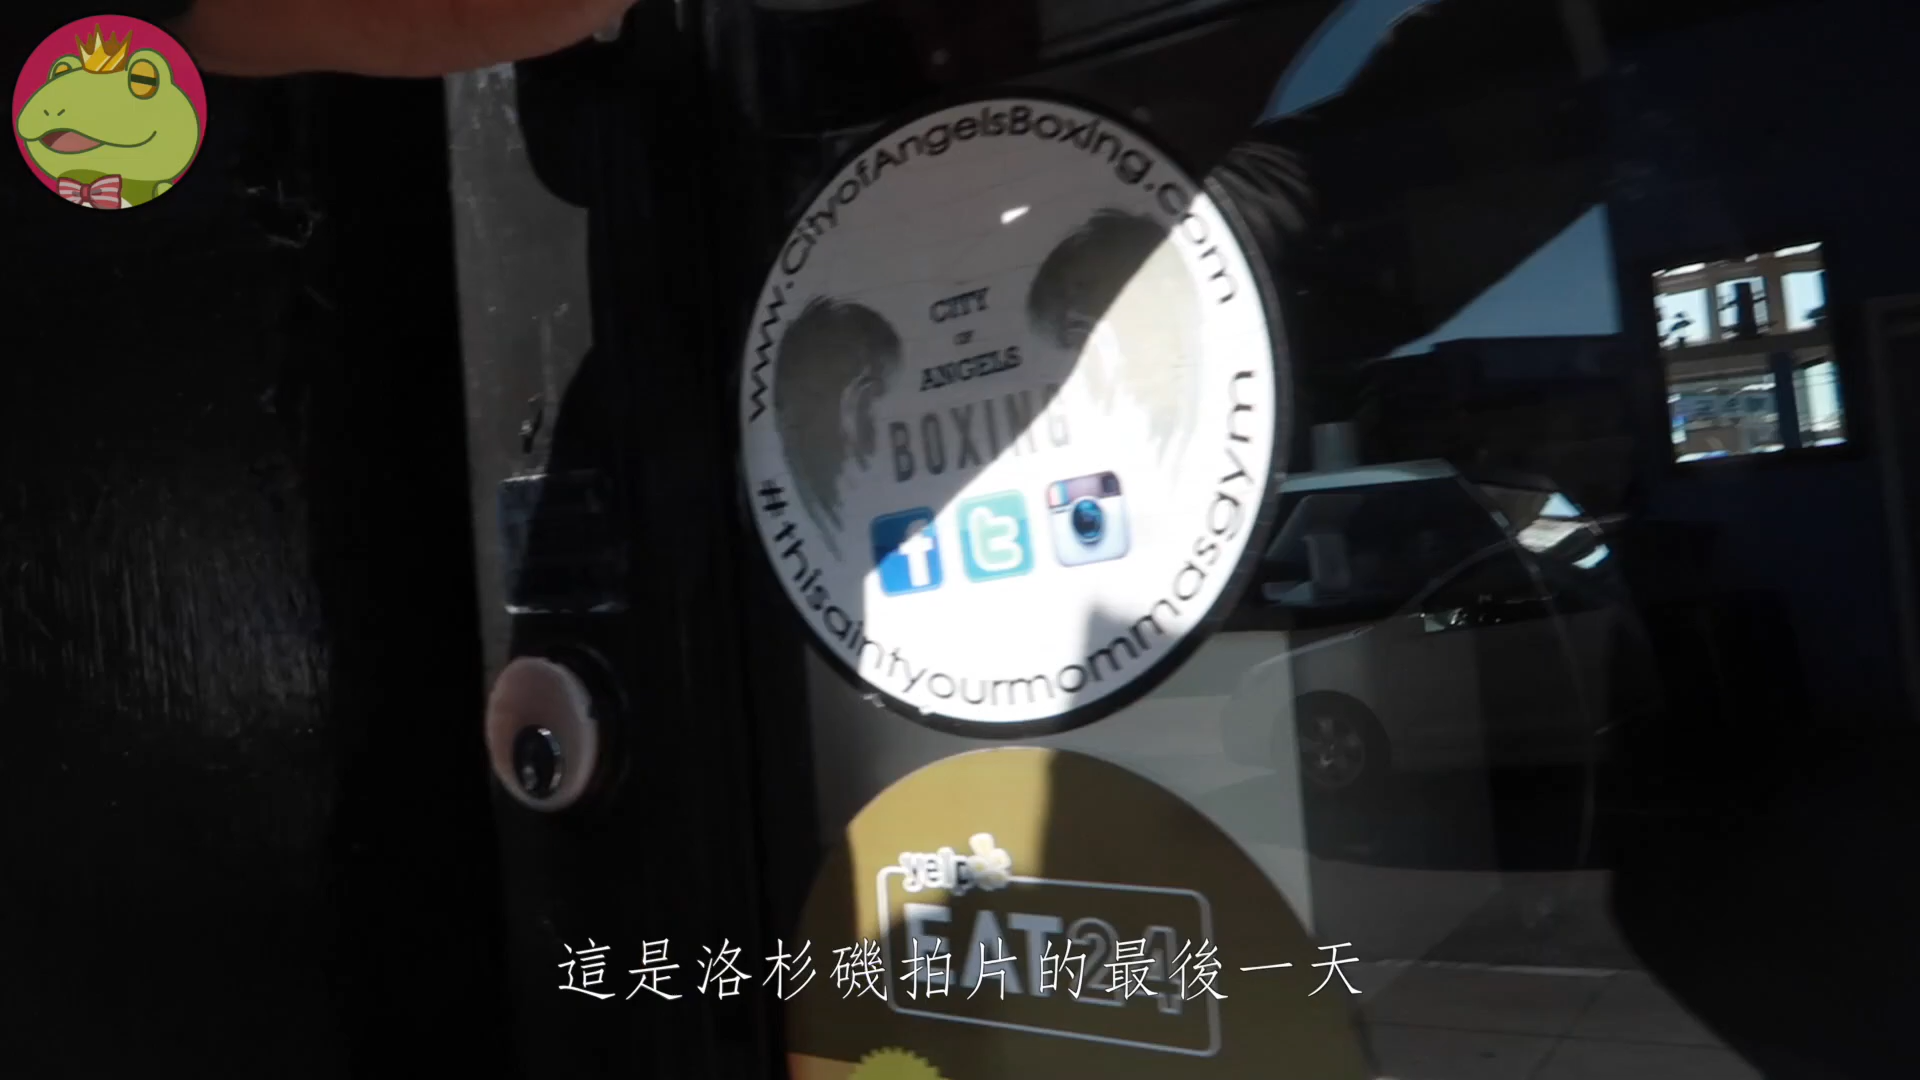 www.CityofAngelsBoxing.com
CITY
OF
ANGELS
BOXING
f t
#thisaintyourmommasgym
yelp
EAT24
這是洛杉磯拍片的最後一天